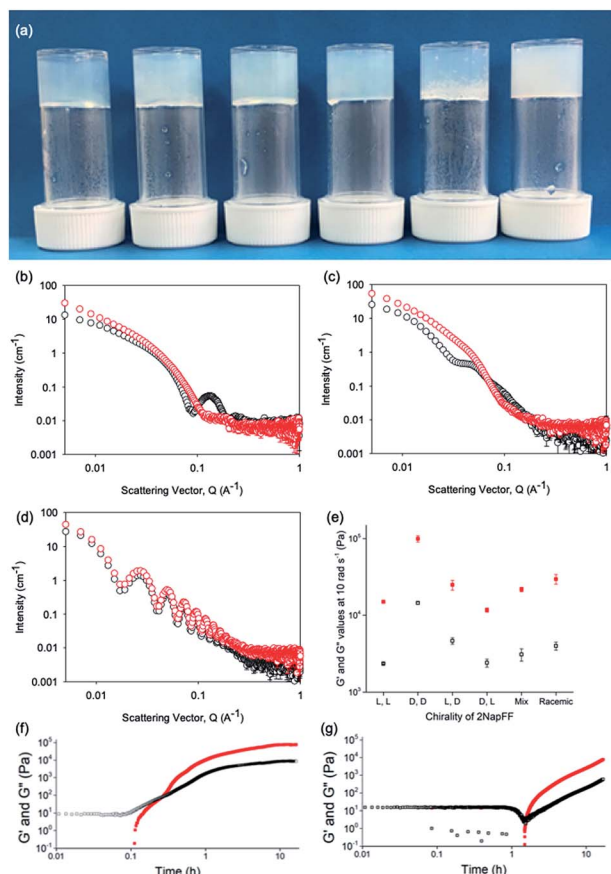 (a)
(b)
(c)
100
10
1
0.1
0.01
0.001
Intensity (cm⁻¹)
0.01
0.1
1
Scattering Vector, Q (A⁻¹)
100
10
1
0.1
0.01
0.001
Intensity (cm⁻¹)
0.01
0.1
1
Scattering Vector, Q (A⁻¹)
(d)
(e)
100
10
1
0.1
0.01
0.001
Intensity (cm⁻¹)
0.01
0.1
1
Scattering Vector, Q (A⁻¹)
10⁵
10⁴
10³
G' and G" values at 10 rad s⁻¹ (Pa)
L, L
D, D
L, D
D, L
Mix
Racemic
Chirality of 2NapFF
(f)
(g)
10⁵
10⁴
10³
10²
10¹
10⁰
10⁻¹
G' and G" (Pa)
0.01
0.1
1
10
Time (h)
10⁵
10⁴
10³
10²
10¹
10⁰
10⁻¹
G' and G" (Pa)
0.01
0.1
1
10
Time (h)